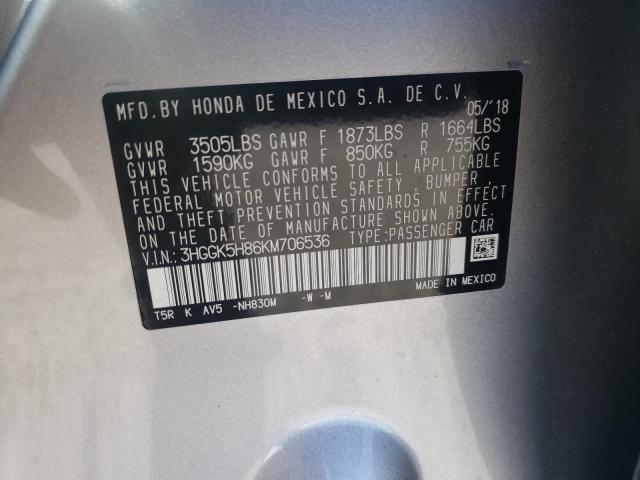 MFD.BY HONDA DE MEXICO S.A. DE C.V. 05/'18
GVWR 3505LBS GAWR F 1873LBS R 1664LBS
GVWR 1590KG GAWR F 850KG R 755KG
THIS VEHICLE CONFORMS TO ALL APPLICABLE
FEDERAL MOTOR VEHICLE SAFETY, BUMPER,
AND THEFT PREVENTION STANDARDS IN EFFECT
ON THE DATE OF MANUFACTURE SHOWN ABOVE.
V.I.N.: 3HGGK5H86KM706536 TYPE:PASSENGER CAR
T5R K AV5 -NH830M -W -M MADE IN MEXICO